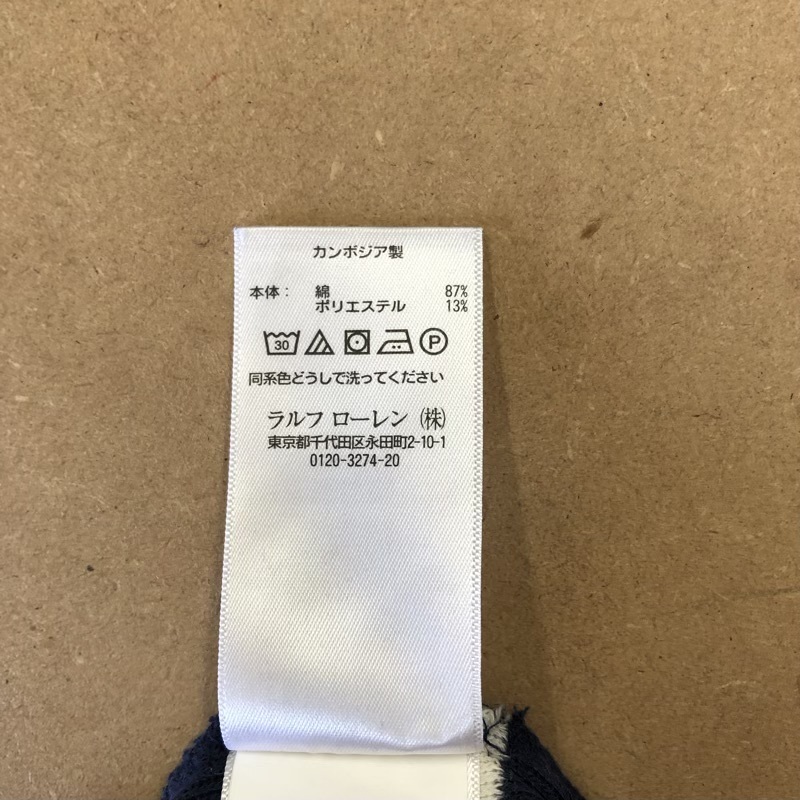 カンボジア製
本体: 綿 87%
ポリエステル 13%
30 P
同系色どうしで洗ってください
ラルフ ローレン (株)
東京都千代田区永田町2-10-1
0120-3274-20